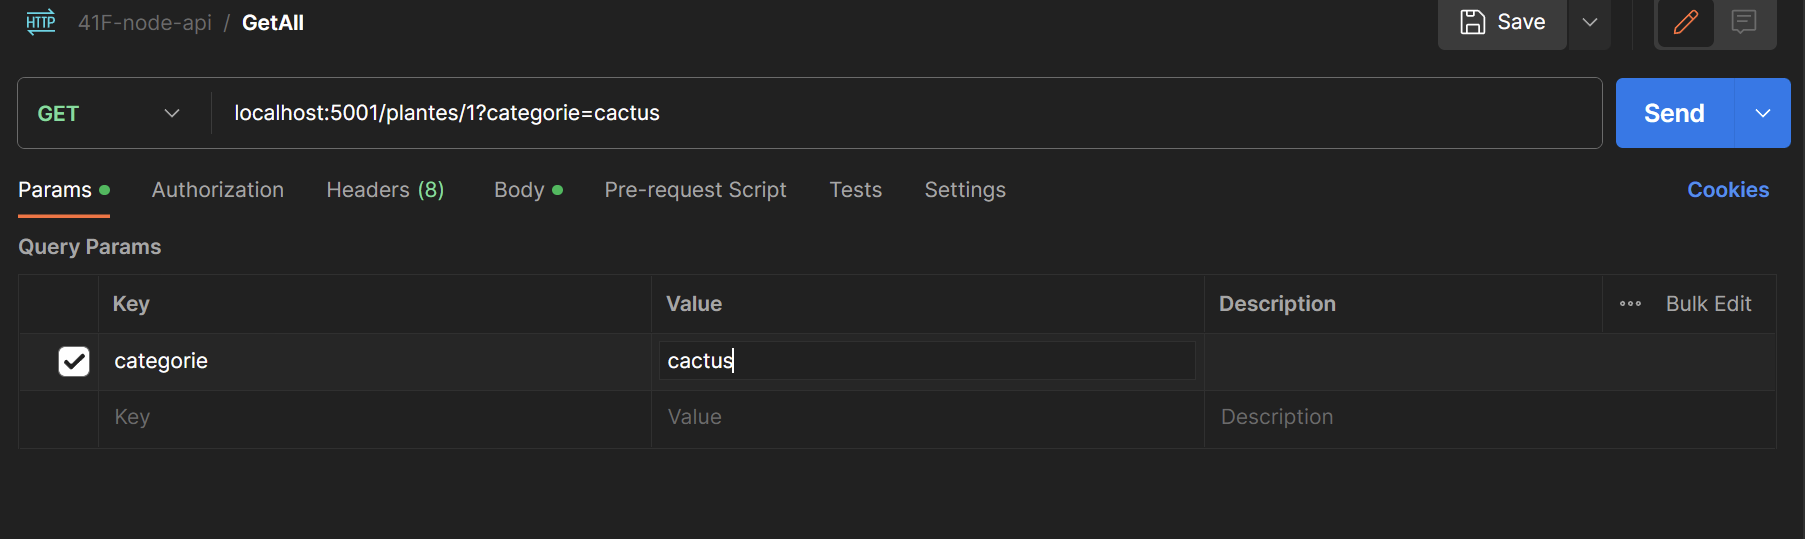 HTTP 41F-node-api / GetAll Save
GET localhost:5001/plantes/1?categorie=cactus Send
Params Authorization Headers (8) Body Pre-request Script Tests Settings Cookies
Query Params
Key Value Description Bulk Edit
categorie cactus
Key Value Description